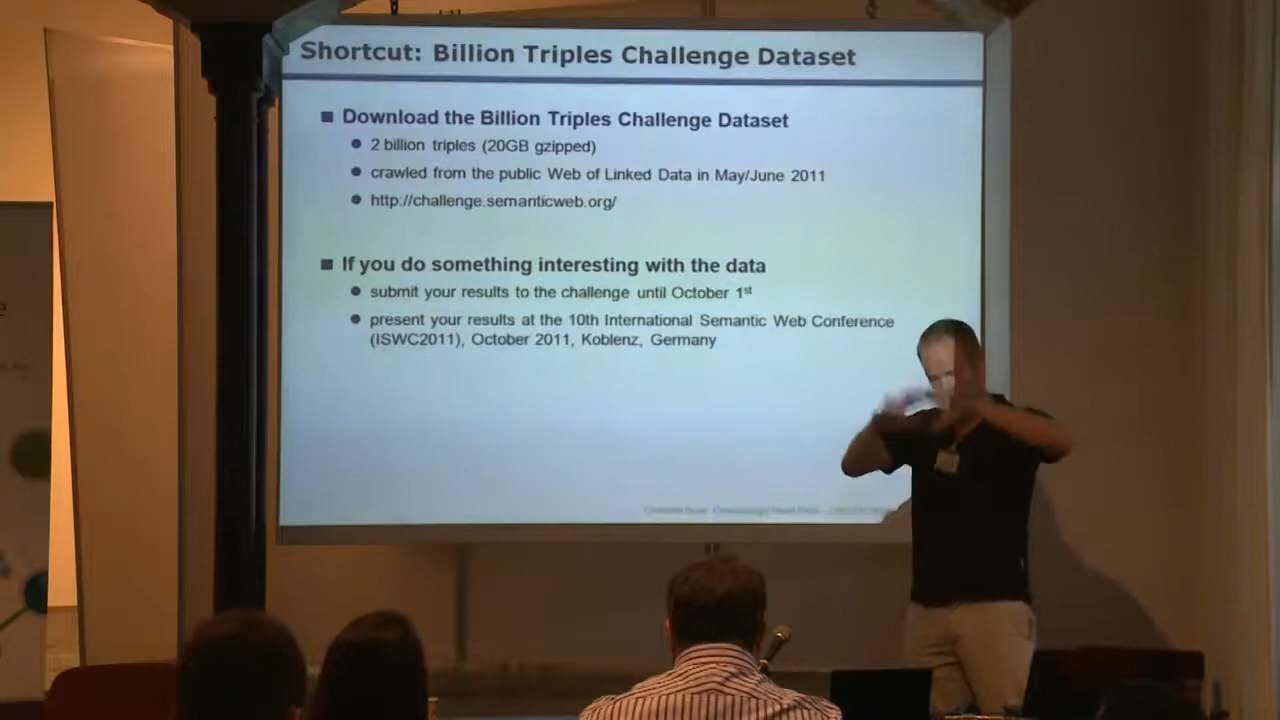 Shortcut: Billion Triples Challenge Dataset
Download the Billion Triples Challenge Dataset
2 billion triples (20GB gzipped)
crawled from the public Web of Linked Data in May/June 2011
http://challenge.semanticweb.org/
If you do something interesting with the data
submit your results to the challenge until October 1st
present your results at the 10th International Semantic Web Conference
(ISWC2011), October 2011, Koblenz, Germany